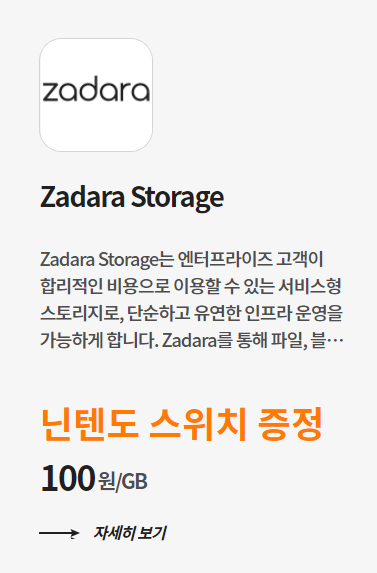 zadara
Zadara Storage
Zadara Storage는 엔터프라이즈 고객이
합리적인 비용으로 이용할 수 있는 서비스형
스토리지로, 단순하고 유연한 인프라 운영을
가능하게 합니다. Zadara를 통해 파일, 블…
닌텐도 스위치 증정
100원/GB
자세히 보기